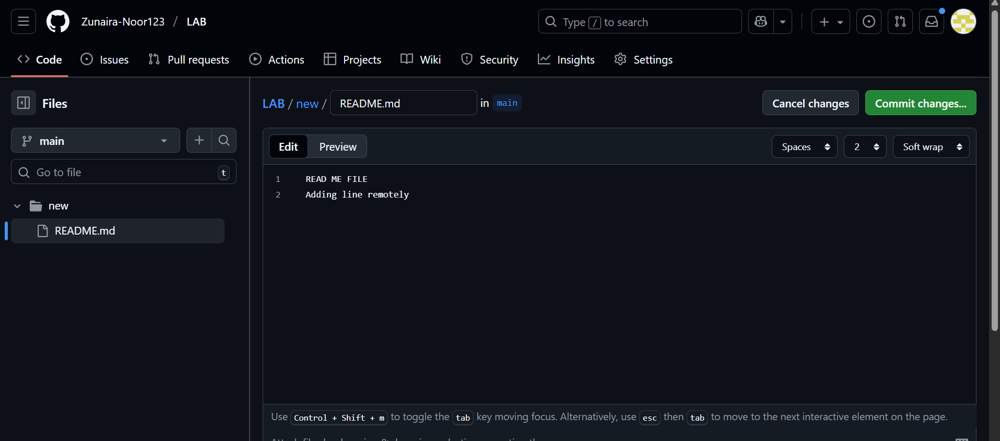 Zunaira-Noor123 / LAB
Type / to search
Code Issues Pull requests Actions Projects Wiki Security Insights Settings
Files
main
Go to file t
new
README.md
LAB / new / README.md in main
Cancel changes Commit changes...
Edit Preview
Spaces 2 Soft wrap
1 READ ME FILE
2 Adding line remotely
Use Control + Shift + m to toggle the tab key moving focus. Alternatively, use esc then tab to move to the next interactive element on the page.